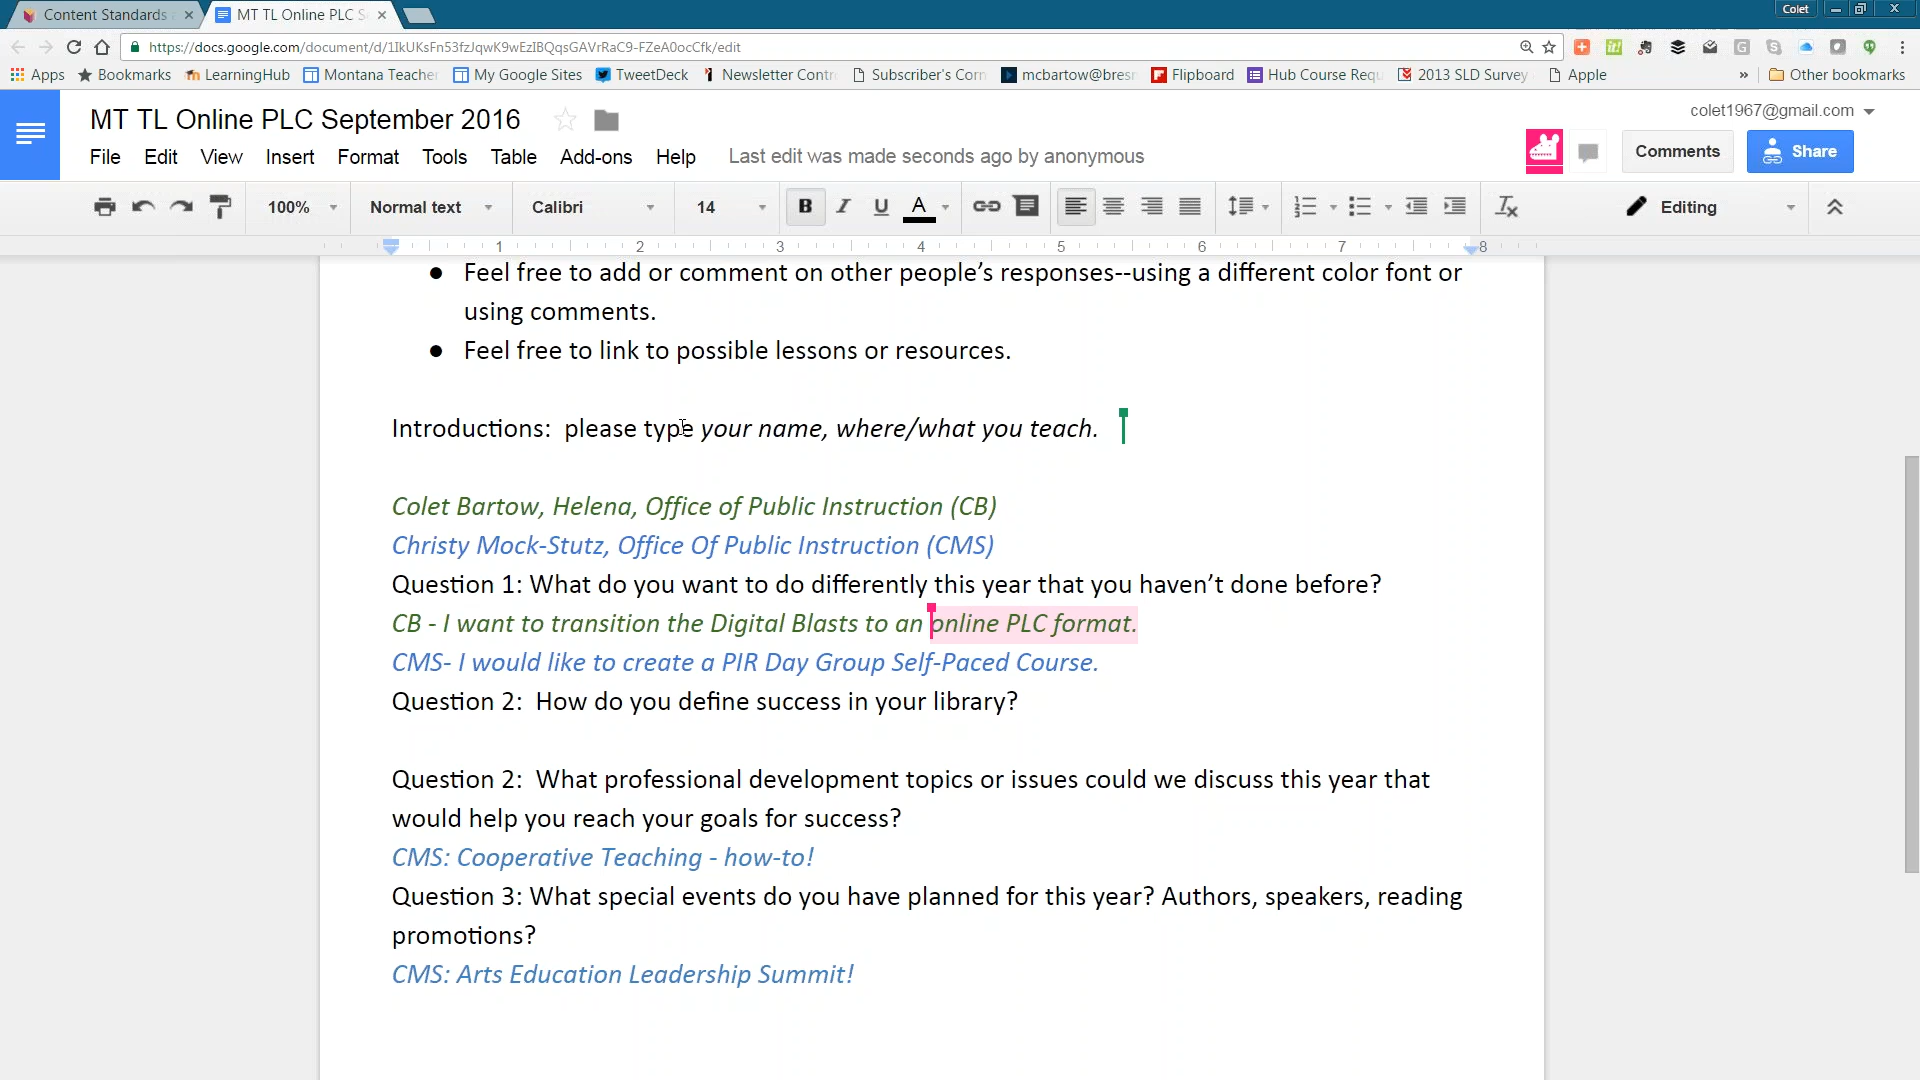 Content Standards
MT TL Online PLC S
Colet
https://docs.google.com/document/d/1IkUKsFn53fzJqwK9wEzIBQqsGAVrRaC9-FZeA0ocCfk/edit
Apps Bookmarks LearningHub Montana Teache My Google Sites TweetDeck Newsletter Contr Subscriber's Corn mcbartow@bresn Flipboard Hub Course Requ 2013 SLD Survey Apple » Other bookmarks
MT TL Online PLC September 2016
colet1967@gmail.com
File Edit View Insert Format Tools Table Add-ons Help Last edit was made seconds ago by anonymous
Comments Share
100% Normal text Calibri 14 B I U A Editing
1 2 3 4 5 6 7 8
● Feel free to add or comment on other people’s responses--using a different color font or
using comments.
● Feel free to link to possible lessons or resources.
Introductions:  please type your name, where/what you teach.
Colet Bartow, Helena, Office of Public Instruction (CB)
Christy Mock-Stutz, Office Of Public Instruction (CMS)
Question 1: What do you want to do differently this year that you haven’t done before?
CB - I want to transition the Digital Blasts to an online PLC format.
CMS- I would like to create a PIR Day Group Self-Paced Course.
Question 2:  How do you define success in your library?
Question 2:  What professional development topics or issues could we discuss this year that
would help you reach your goals for success?
CMS: Cooperative Teaching - how-to!
Question 3: What special events do you have planned for this year? Authors, speakers, reading
promotions?
CMS: Arts Education Leadership Summit!